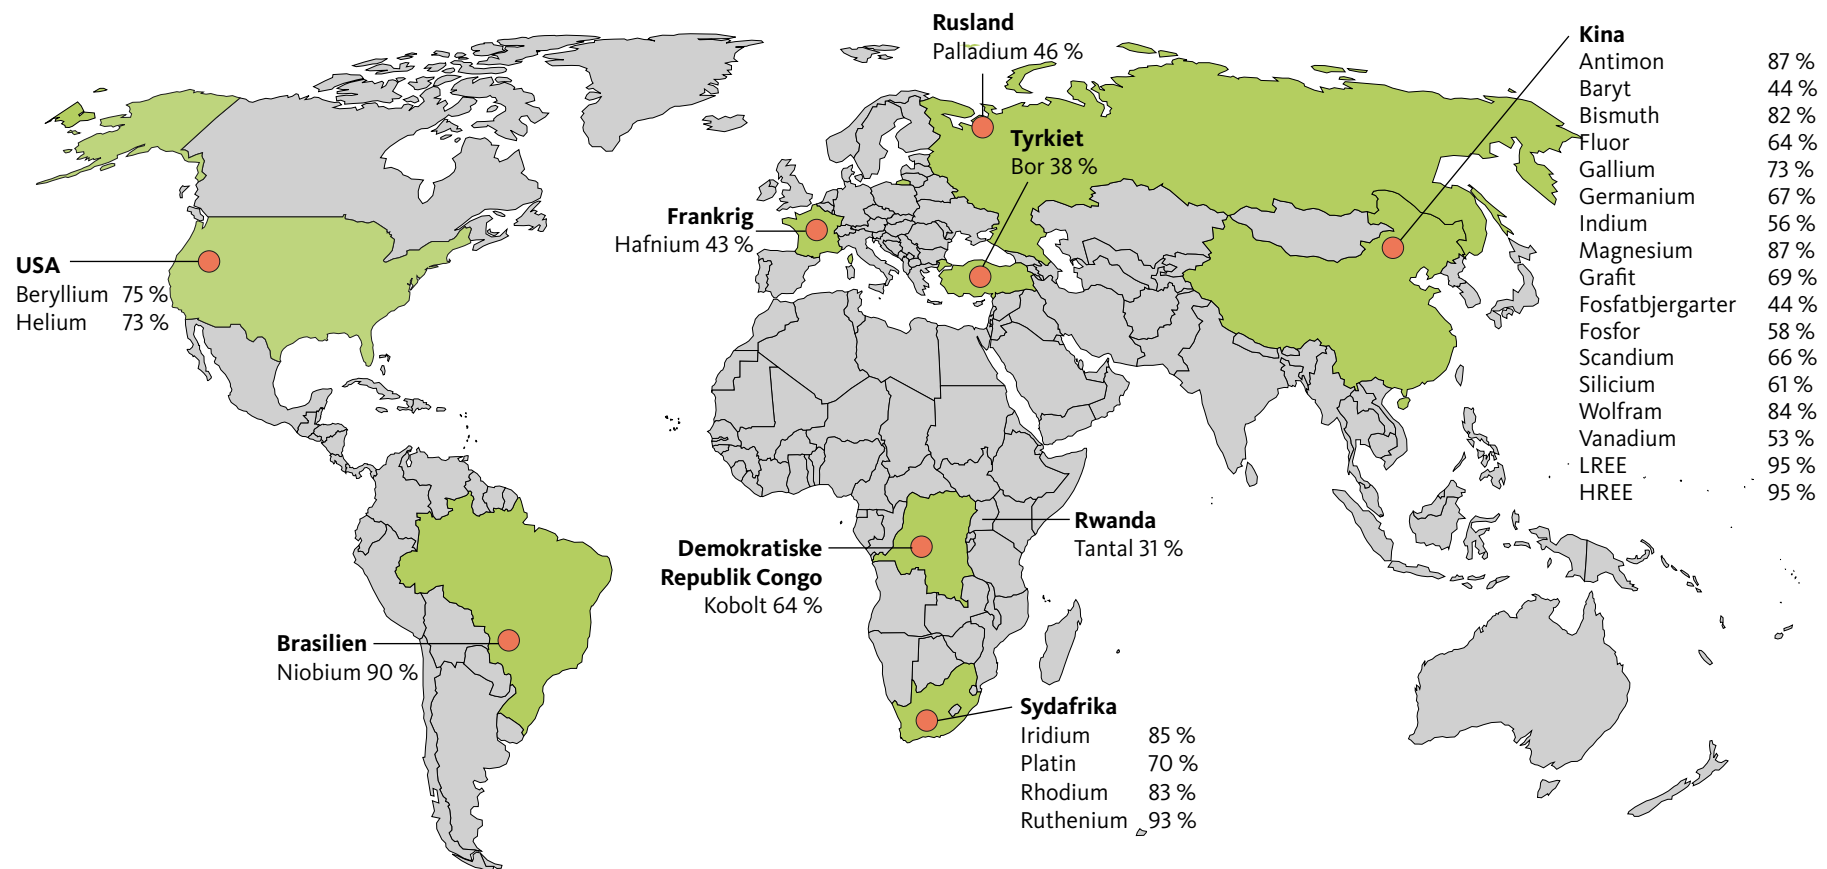 Rusland
Palladium 46 %
Tyrkiet
Bor 38 %
Frankrig
Hafnium 43 %
USA
Beryllium 75 %
Helium 73 %
Kina
Antimon 87 %
Baryt 44 %
Bismuth 82 %
Fluor 64 %
Gallium 73 %
Germanium 67 %
Indium 56 %
Magnesium 87 %
Grafit 69 %
Fosfatbjergarter 44 %
Fosfor 58 %
Scandium 66 %
Silicium 61 %
Wolfram 84 %
Vanadium 53 %
LREE 95 %
HREE 95 %
Rwanda
Tantal 31 %
Demokratiske
Republik Congo
Kobolt 64 %
Brasilien
Niobium 90 %
Sydafrika
Iridium 85 %
Platin 70 %
Rhodium 83 %
Ruthenium 93 %